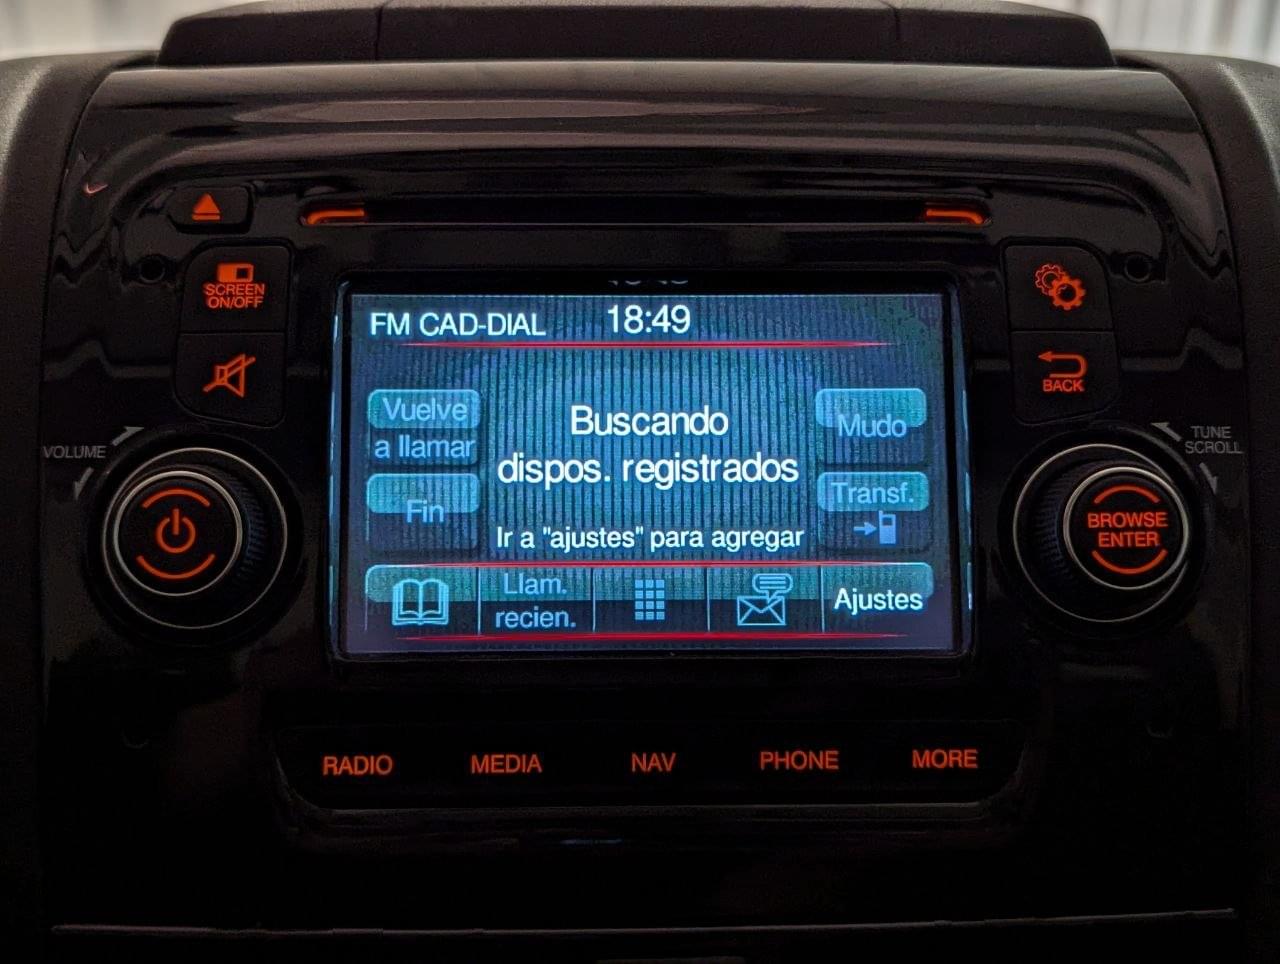 SCREEN
ON/OFF
FM CAD-DIAL
18:49
BACK
Vuelve
a llamar
Buscando
dispos. registrados
Mudo
VOLUME
TUNE
SCROLL
Fin
Transf.
Ir a "ajustes" para agregar
BROWSE
ENTER
Llam.
recien.
Ajustes
RADIO
MEDIA
NAV
PHONE
MORE